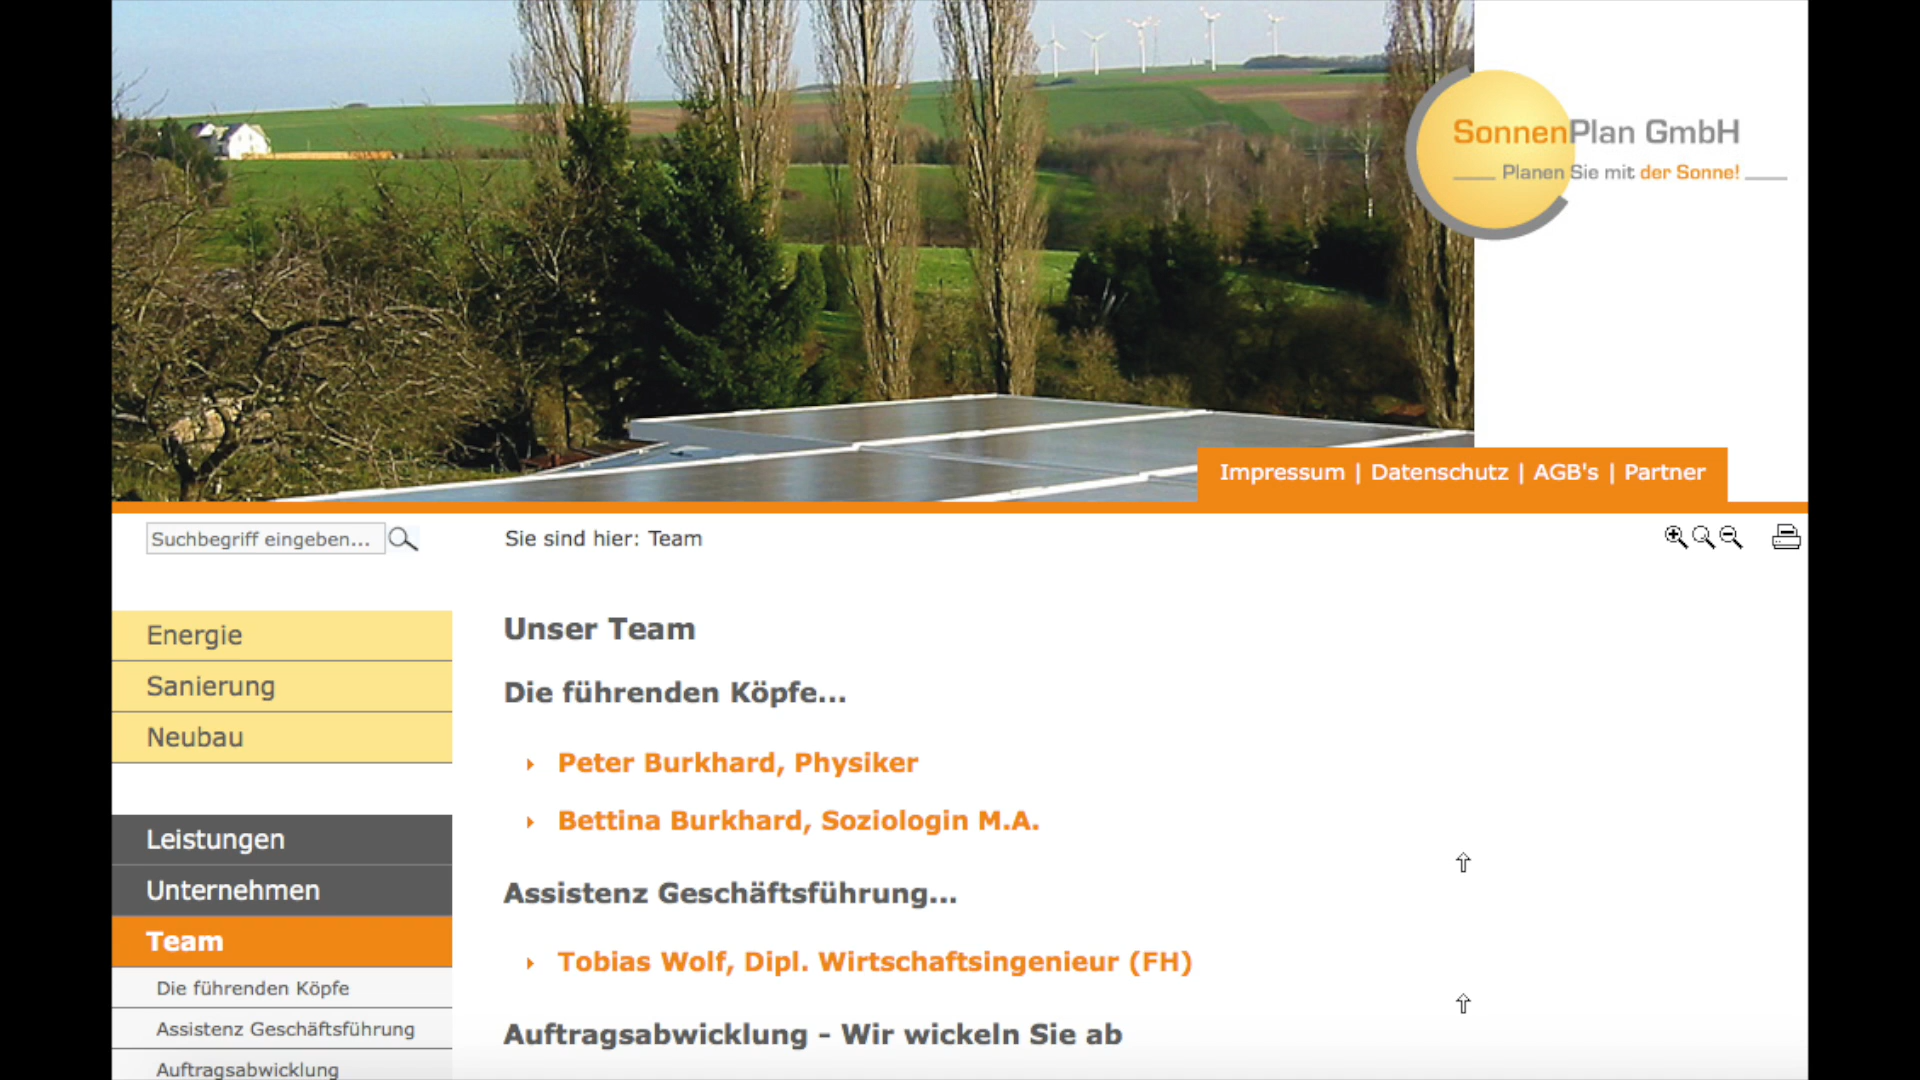 SonnenPlan GmbH
Planen Sie mit der Sonne!
Impressum | Datenschutz | AGB's | Partner
Suchbegriff eingeben...
Sie sind hier: Team
Energie
Sanierung
Neubau
Leistungen
Unternehmen
Team
Die führenden Köpfe
Assistenz Geschäftsführung
Auftragsabwicklung
Unser Team
Die führenden Köpfe...
Peter Burkhard, Physiker
Bettina Burkhard, Soziologin M.A.
Assistenz Geschäftsführung...
Tobias Wolf, Dipl. Wirtschaftsingenieur (FH)
Auftragsabwicklung - Wir wickeln Sie ab